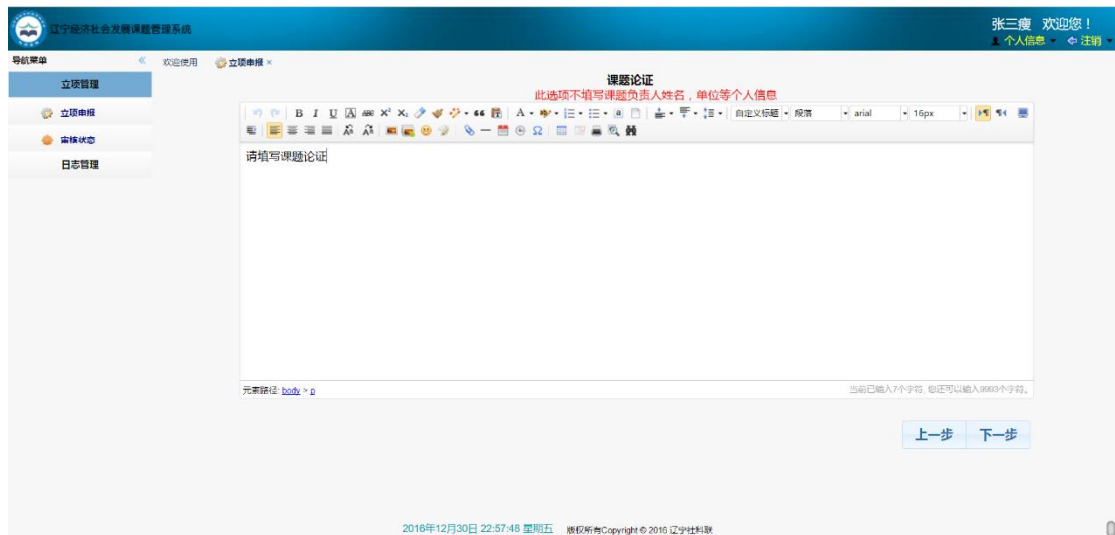 辽宁经济社会发展课题管理系统
张三瘦 欢迎您！
个人信息 注销
导航菜单
欢迎使用 立项申报
立项管理
立项申报
审核状态
日志管理
课题论证
此选项不填写课题负责人姓名，单位等个人信息
自定义标题 段落 arial 16px
请填写课题论证
元素路径: body > p
当前已输入7个字符, 您还可以输入9993个字符。
上一步 下一步
2016年12月30日 22:57:48 星期五 版权所有Copyright © 2016 辽宁社科联